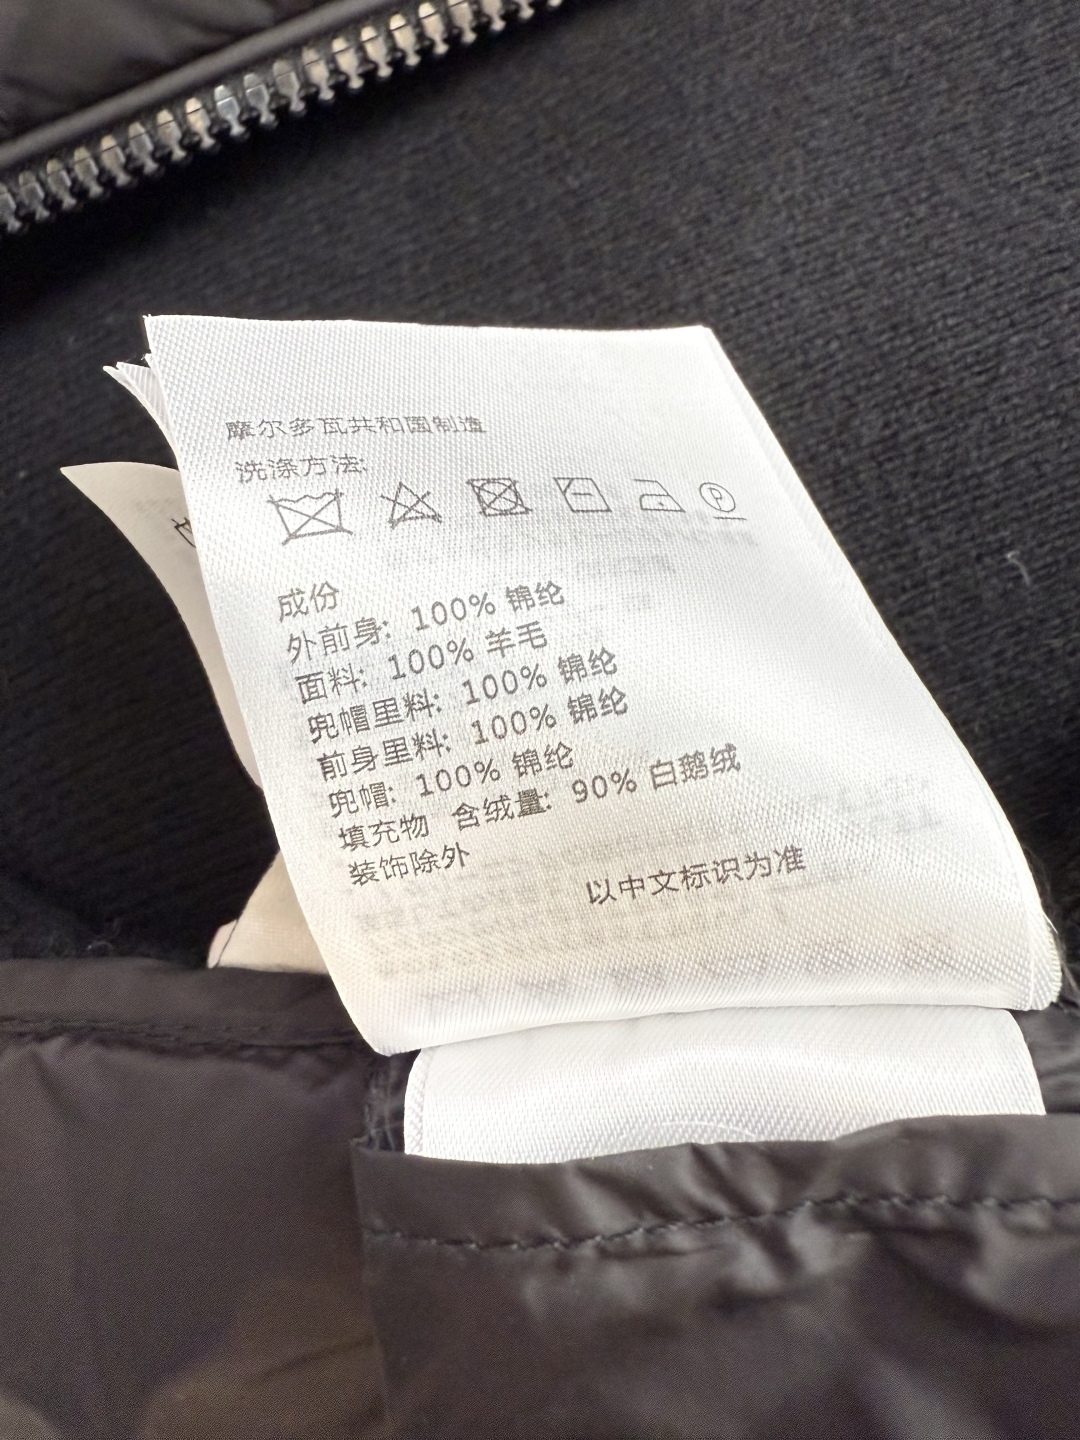 摩尔多瓦共和国制造
洗涤方法:
P
成份
外前身: 100% 锦纶
面料: 100% 羊毛
兜帽里料: 100% 锦纶
前身里料: 100% 锦纶
兜帽: 100% 锦纶
填充物 含绒量: 90% 白鹅绒
装饰除外
以中文标识为准